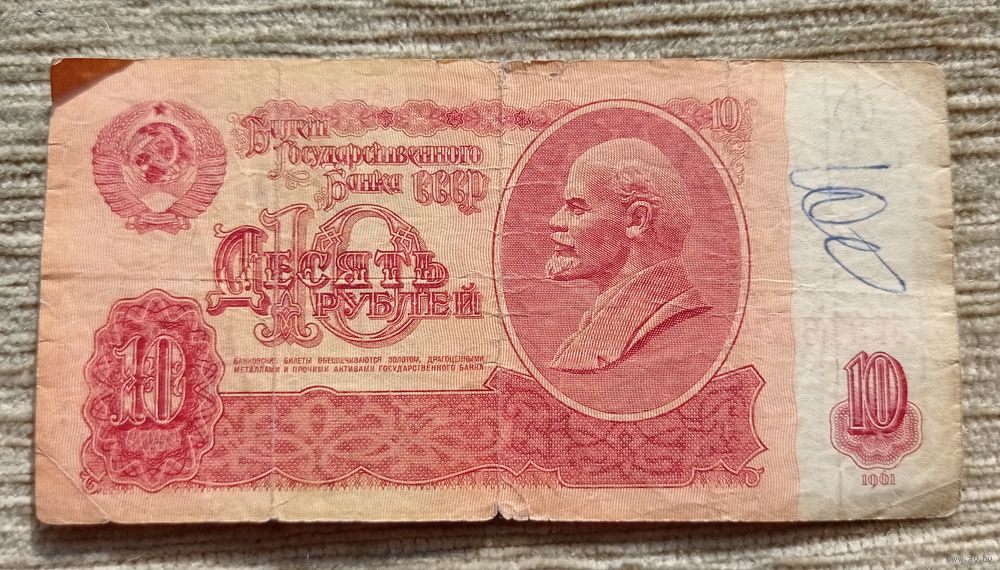 10
Билет
Государственного
Банка СССР
10
Десять
рублей
БАНКОВСКИЕ БИЛЕТЫ ОБЕСПЕЧИВАЮТСЯ ЗОЛОТОМ, ДРАГОЦЕННЫМИ
МЕТАЛЛАМИ И ПРОЧИМИ АКТИВАМИ ГОСУДАРСТВЕННОГО БАНКА
10
10
1961